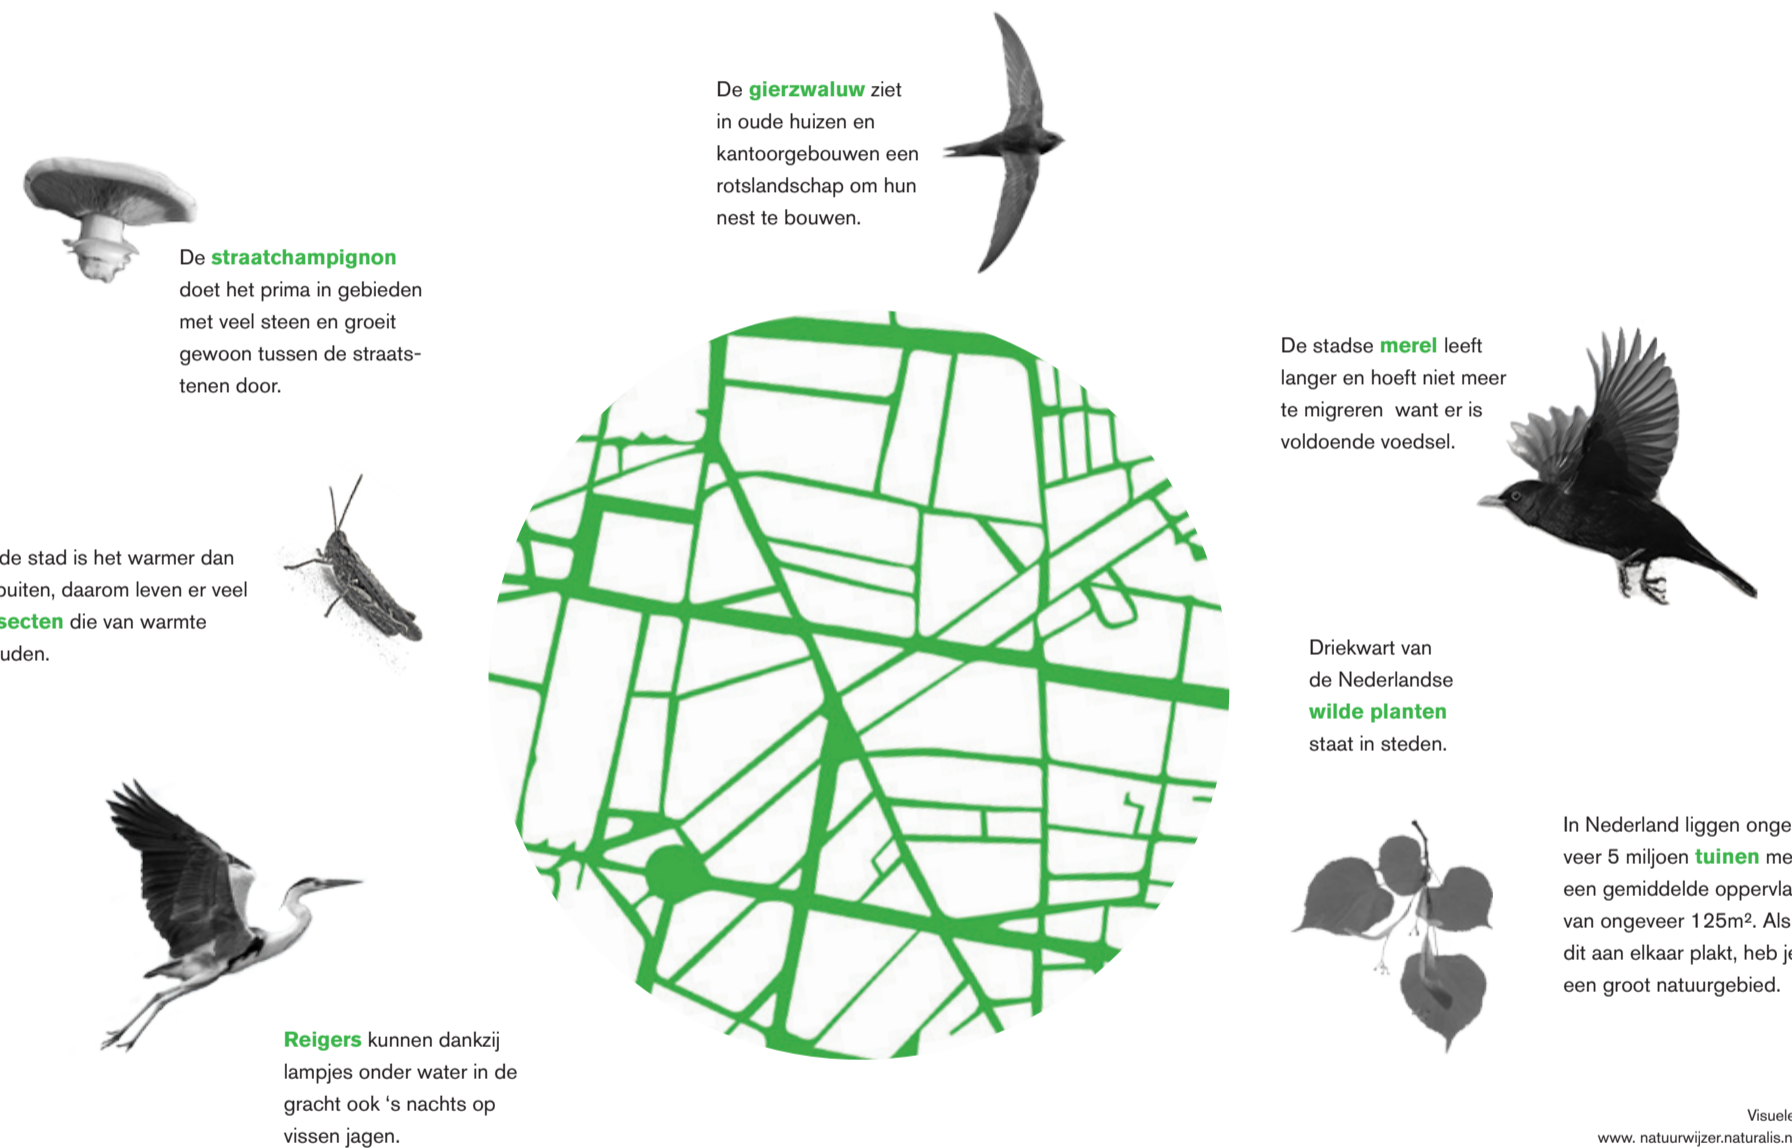 De gierzwaluw ziet
in oude huizen en
kantoorgebouwen een
rotslandschap om hun
nest te bouwen.
De straatchampignon
doet het prima in gebieden
met veel steen en groeit
gewoon tussen de straats-
tenen door.
De stadse merel leeft
langer en hoeft niet meer
te migreren want er is
voldoende voedsel.
de stad is het warmer dan
buiten, daarom leven er veel
secten die van warmte
uden.
Driekwart van
de Nederlandse
wilde planten
staat in steden.
In Nederland liggen onge
veer 5 miljoen tuinen me
een gemiddelde oppervla
van ongeveer 125m². Als
dit aan elkaar plakt, heb je
een groot natuurgebied.
Reigers kunnen dankzij
lampjes onder water in de
gracht ook ‘s nachts op
vissen jagen.
Visuele
www. natuurwijzer.naturalis.n